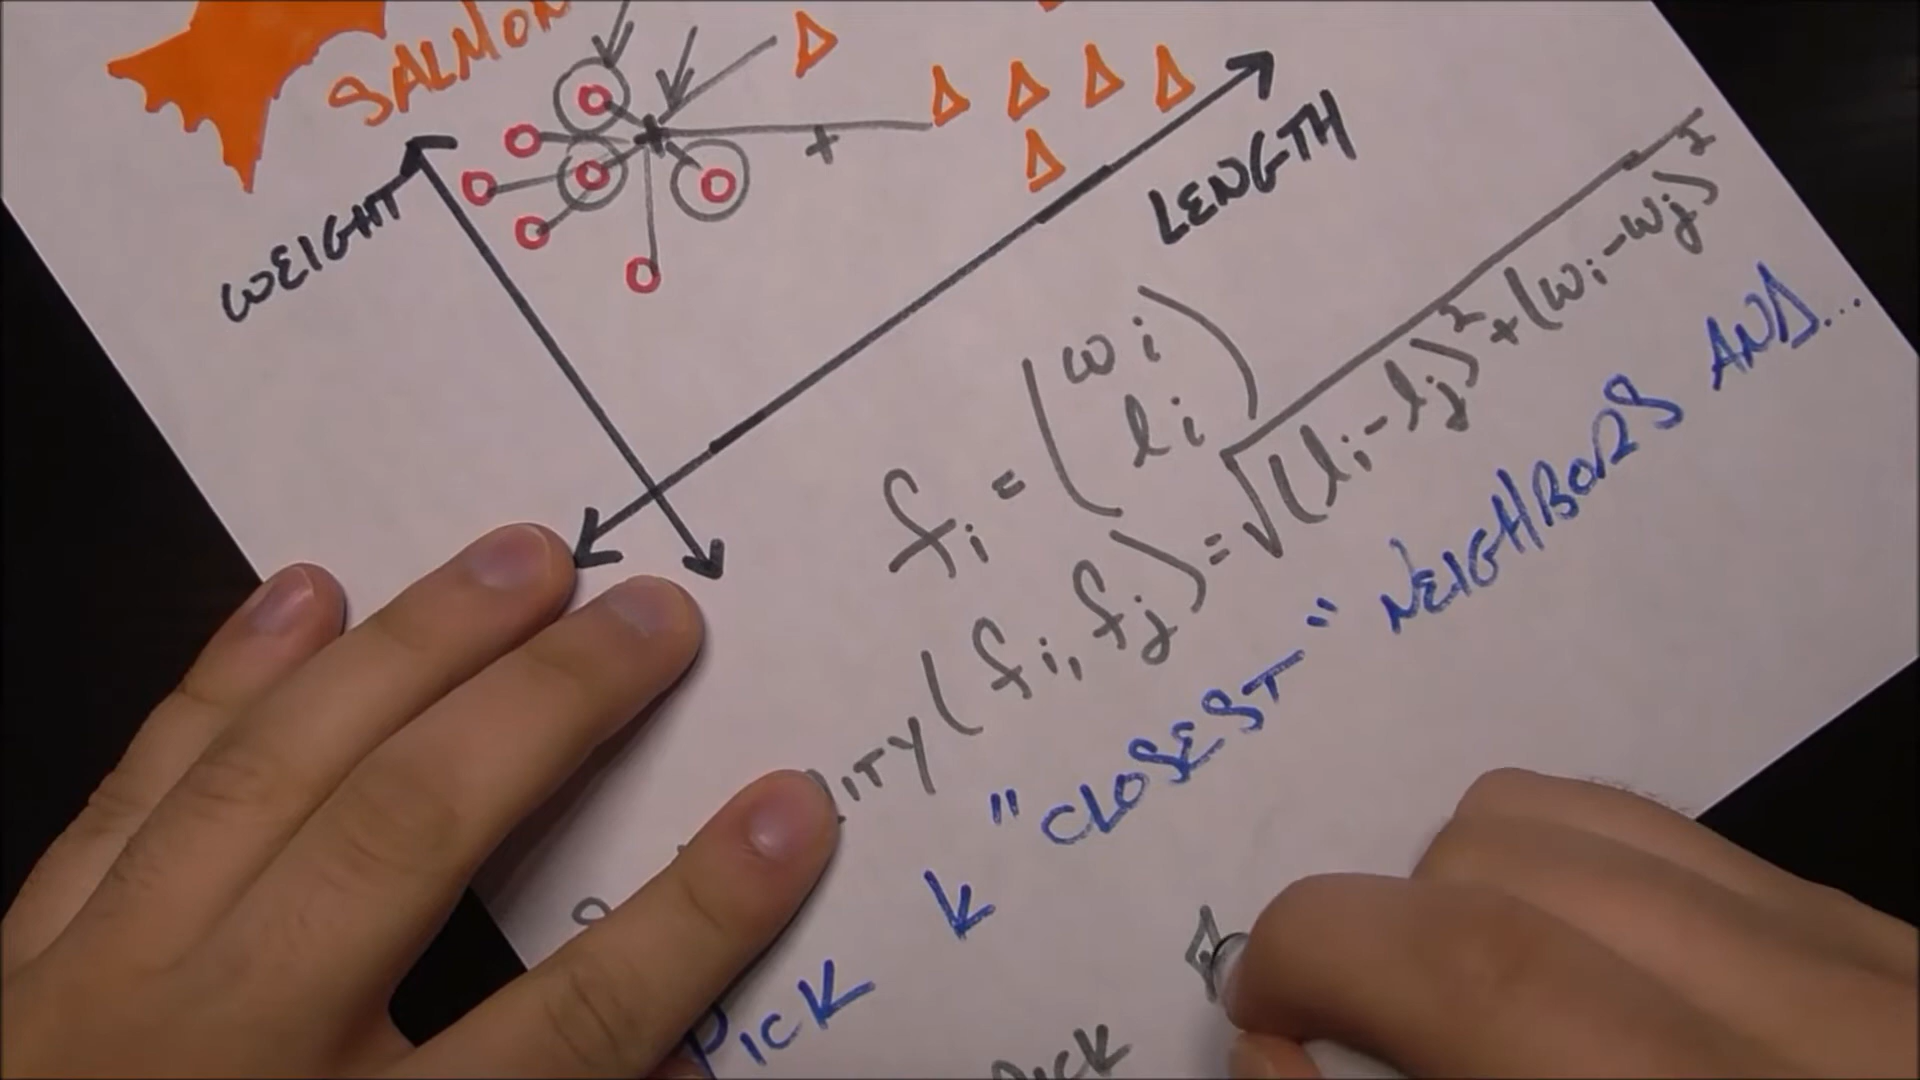 SALMON
WEIGHT
LENGTH
fi = (wi li)
ITY(fi, fj) = √(li-lj)²+(wi-wj)²
PICK K "CLOSEST" NEIGHBORS AND...
PICK